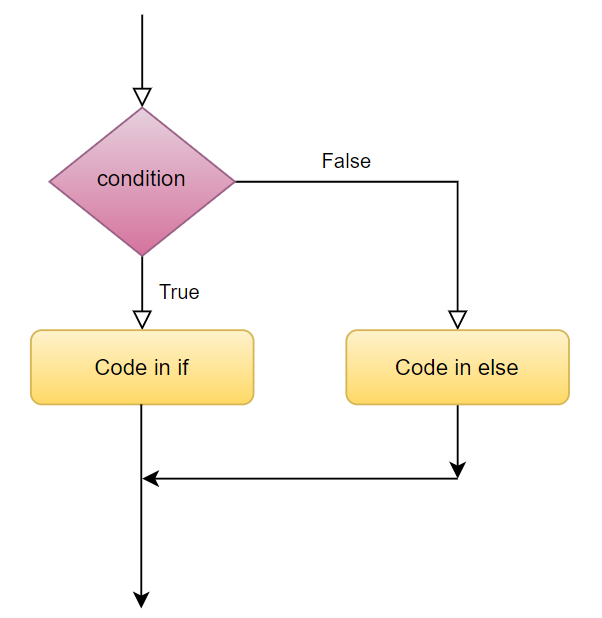 condition
False
True
Code in if
Code in else